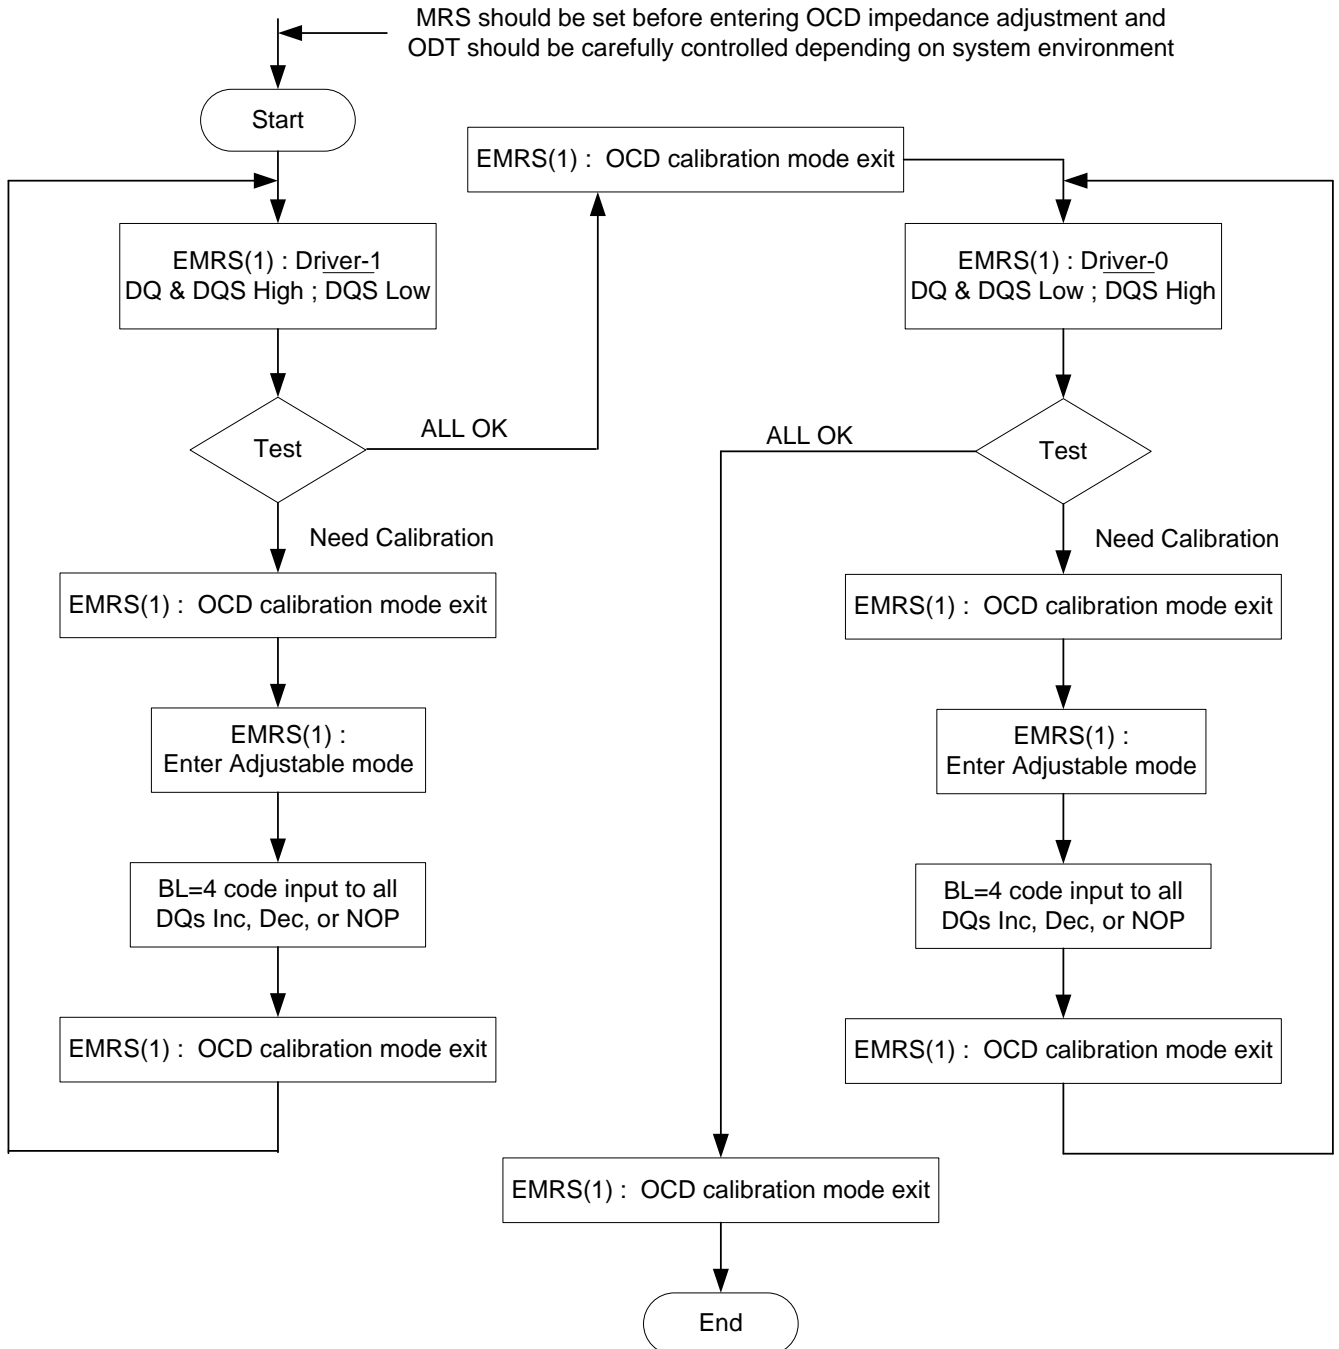 MRS should be set before entering OCD impedance adjustment and
ODT should be carefully controlled depending on system environment
Start
EMRS(1) : Driver-1
DQ & DQS High ; D̅Q̅S̅ Low
Test
ALL OK
Need Calibration
EMRS(1) : OCD calibration mode exit
EMRS(1) :
Enter Adjustable mode
BL=4 code input to all
DQs Inc, Dec, or NOP
EMRS(1) : OCD calibration mode exit
EMRS(1) : OCD calibration mode exit
EMRS(1) : Driver-0
DQ & DQS Low ; D̅Q̅S̅ High
Test
ALL OK
Need Calibration
EMRS(1) : OCD calibration mode exit
EMRS(1) :
Enter Adjustable mode
BL=4 code input to all
DQs Inc, Dec, or NOP
EMRS(1) : OCD calibration mode exit
EMRS(1) : OCD calibration mode exit
End